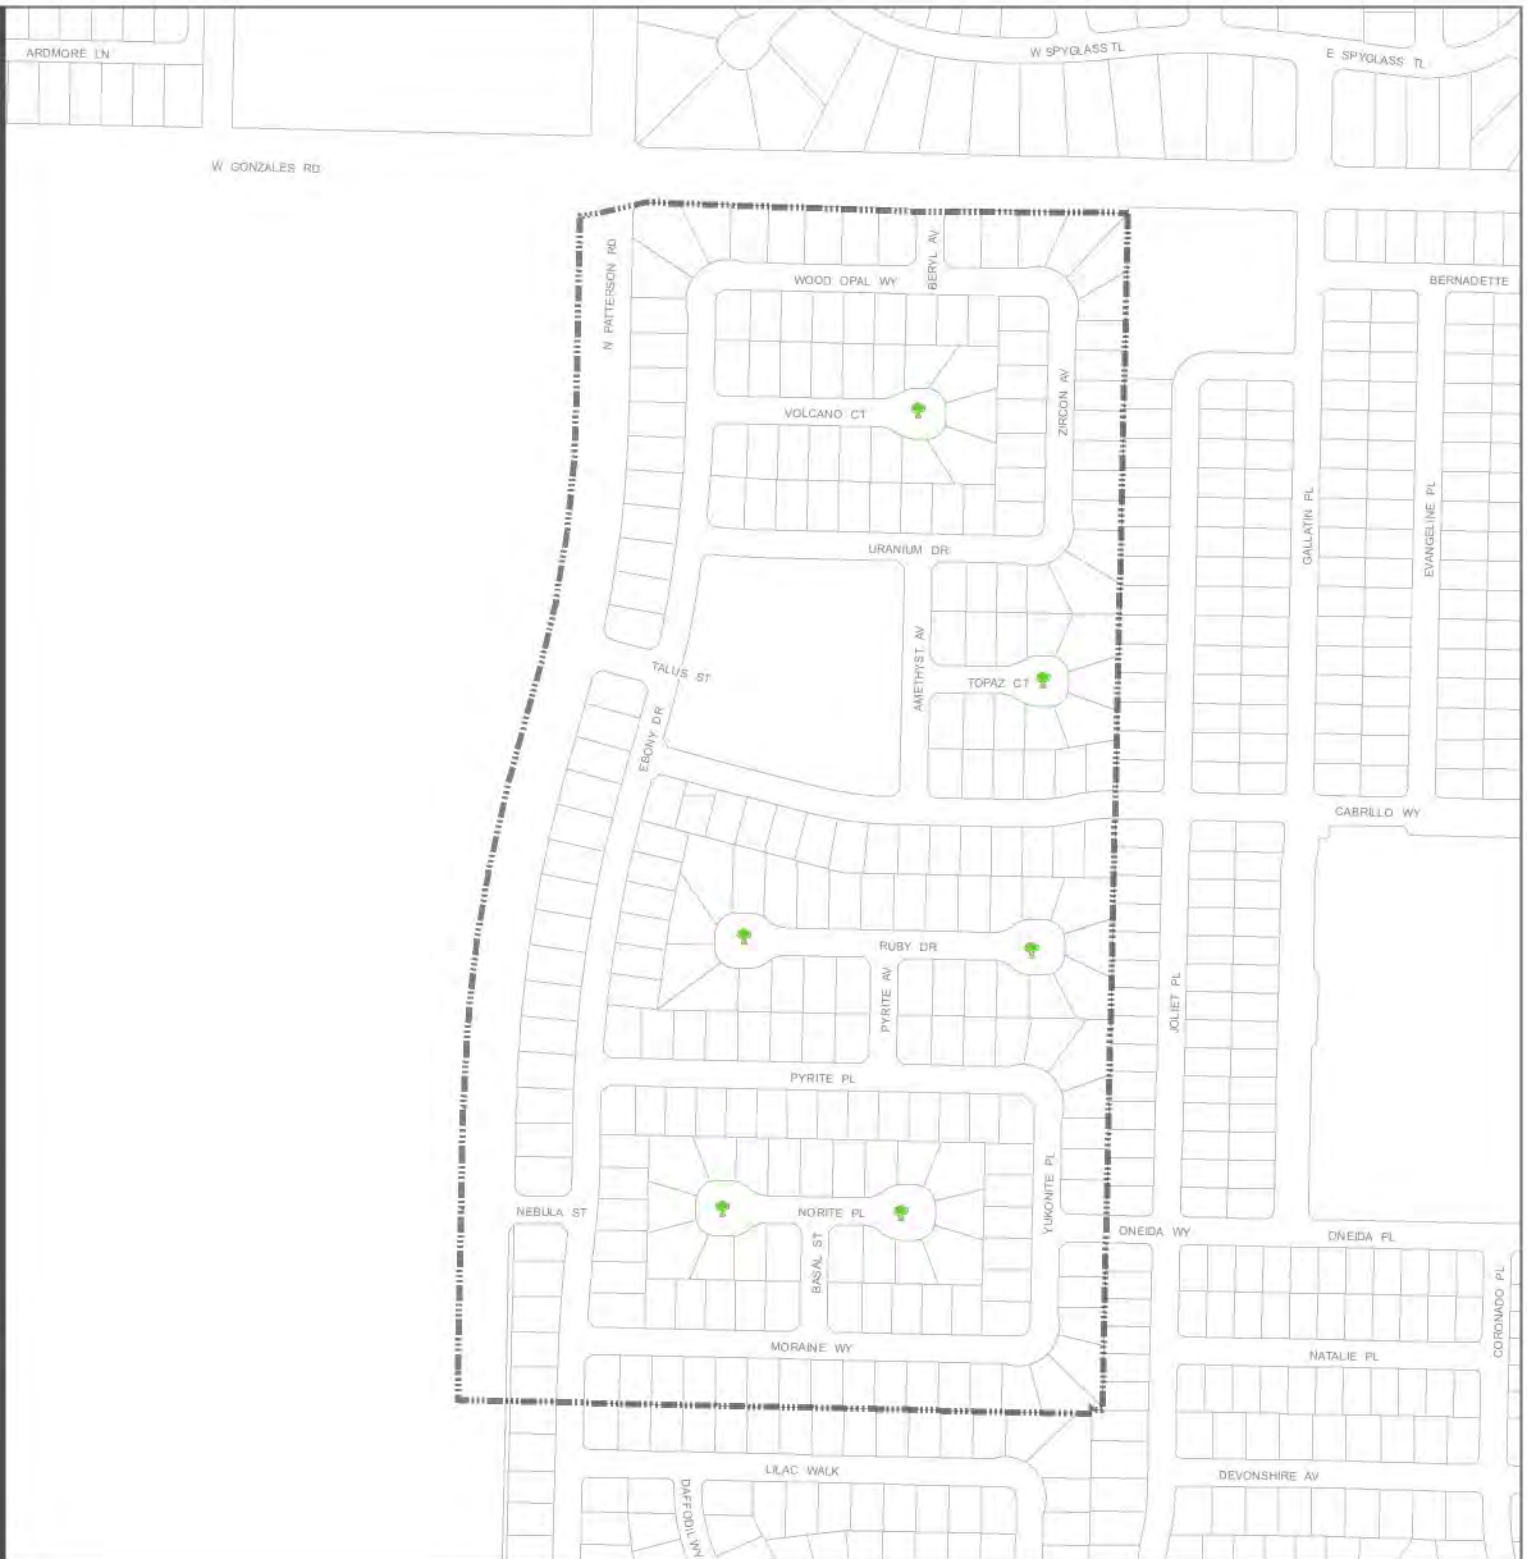 ARDMORE LN
W SPYGLASS TL
E SPYGLASS TL
W GONZALES RD
N PATTERSON RD
BERYL AV
WOOD OPAL WY
BERNADETTE
ZIRCON AV
VOLCANO CT
GALLATIN PL
EVANGELINE PL
URANIUM DR
AMETHYST AV
TALUS ST
TOPAZ CT
EBONY DR
CABRILLO WY
RUBY DR
PYRITE AV
JOLIET PL
PYRITE PL
YUKONITE PL
NEBULA ST
NORITE PL
BASAL ST
ONEIDA WY
ONEIDA PL
CORONADO PL
MORAINE WY
NATALIE PL
LILAC WALK
DEVONSHIRE AV
DAFFODIL WY